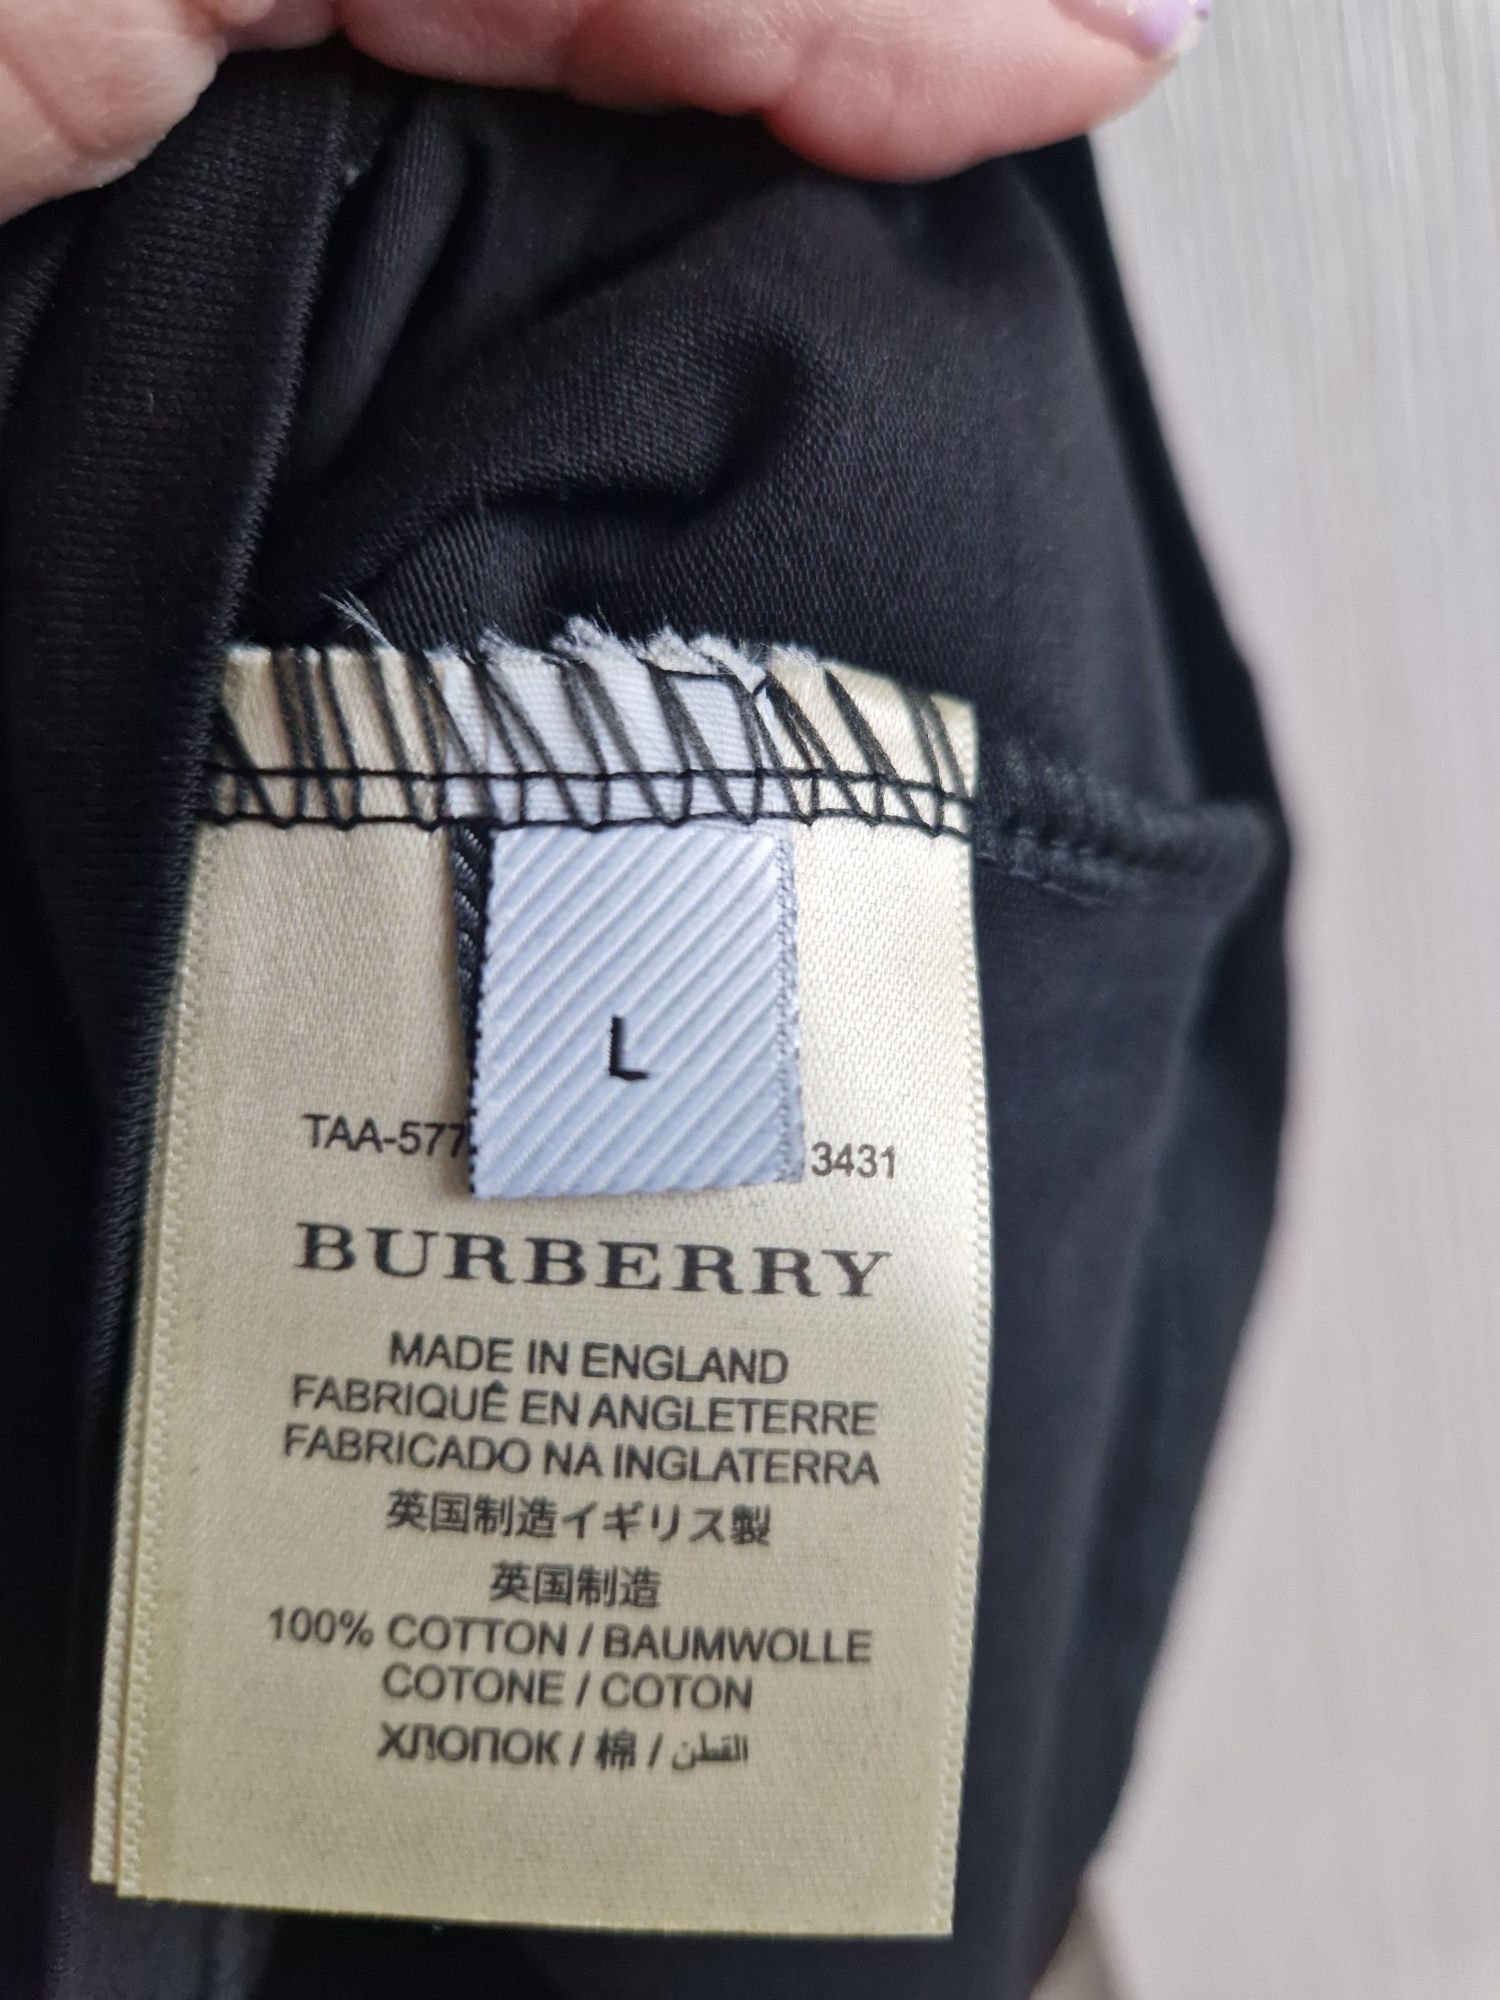 L
TAA-577 3431
BURBERRY
MADE IN ENGLAND
FABRIQUÊ EN ANGLETERRE
FABRICADO NA INGLATERRA
英国制造イギリス製
英国制造
100% COTTON / BAUMWOLLE
COTONE / COTON
ХЛОПОК / 棉 / القطن